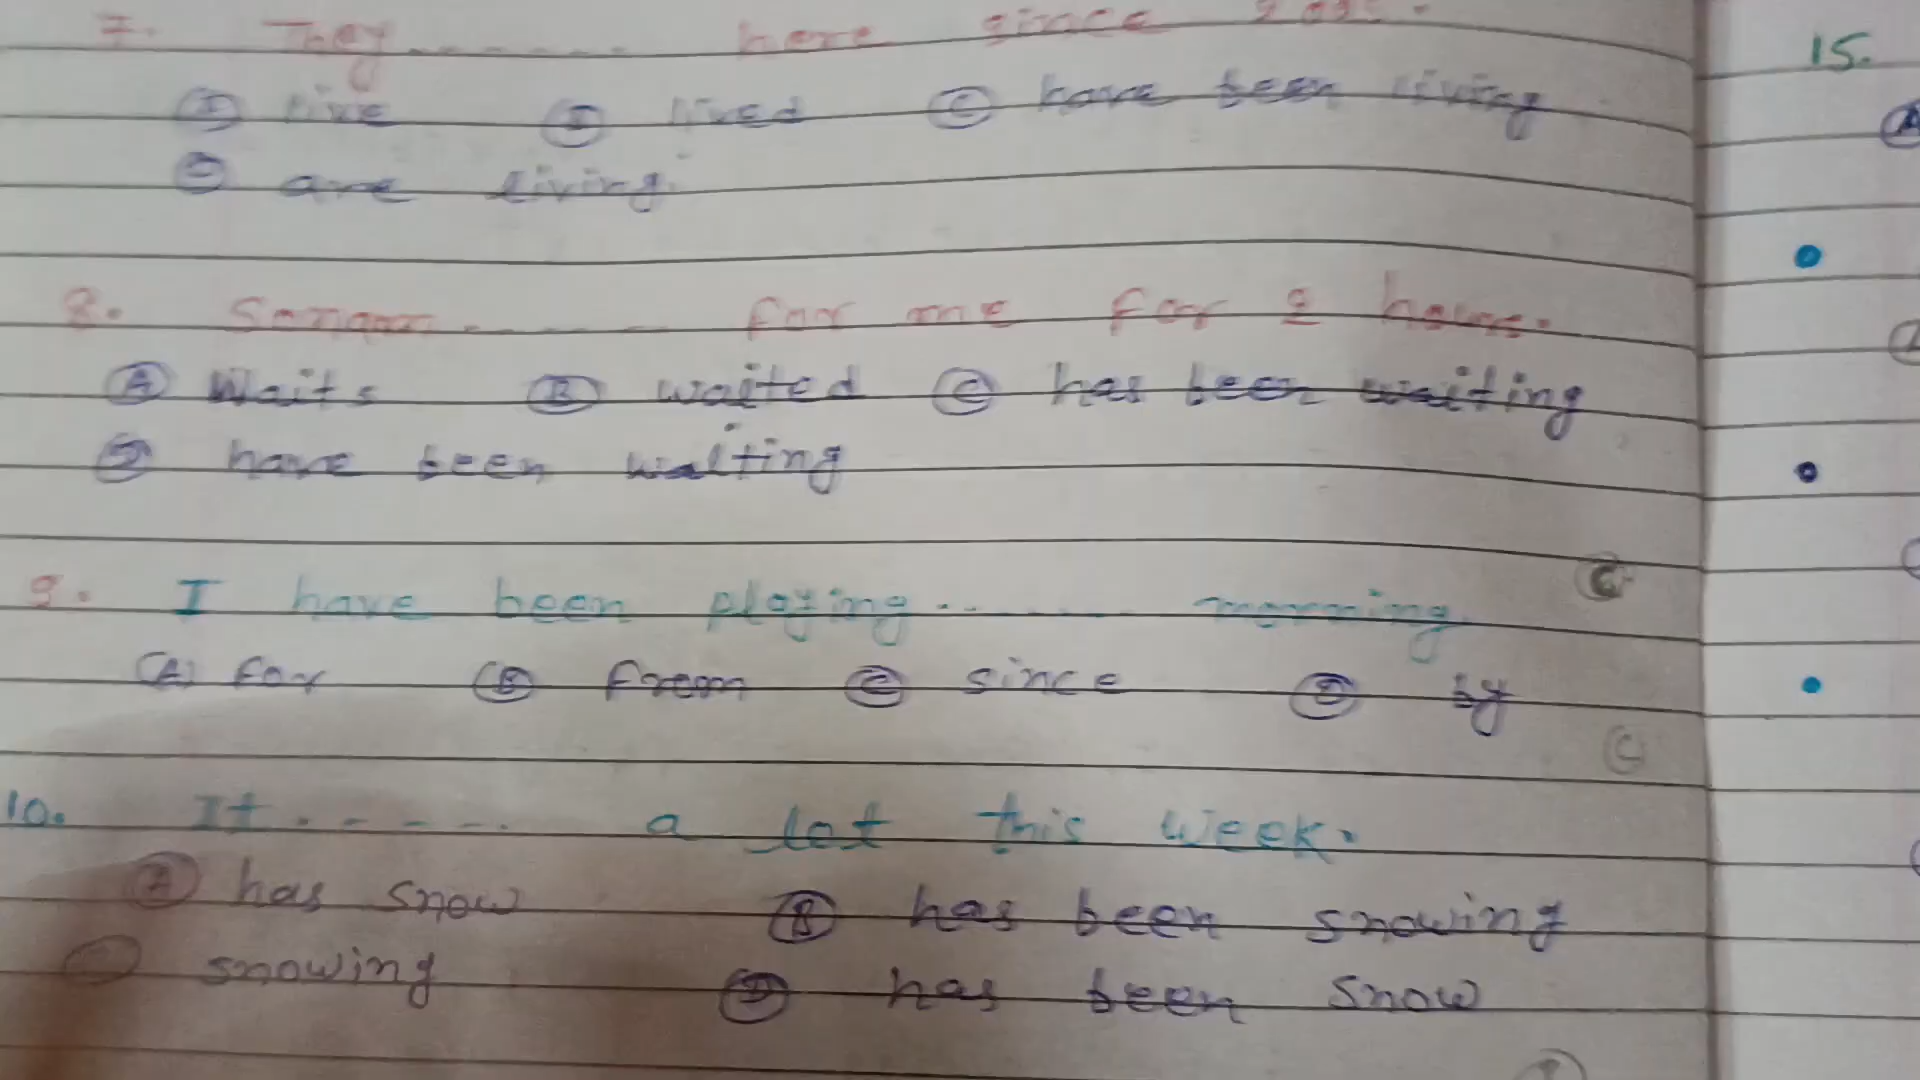 7. They ...... here since
Ⓐ live Ⓑ lived Ⓒ have been living
Ⓓ are living.
8. ...... for me for 2 hours.
Ⓐ Waits Ⓑ waited Ⓒ has been waiting
Ⓓ have been waiting
Ⓒ
9. I have been playing ...... morning.
(A) for Ⓑ from Ⓒ since Ⓓ by
Ⓒ
10. It ...... a lot this week.
Ⓐ has snow Ⓑ has been snowing
snowing Ⓓ has been snow
15.